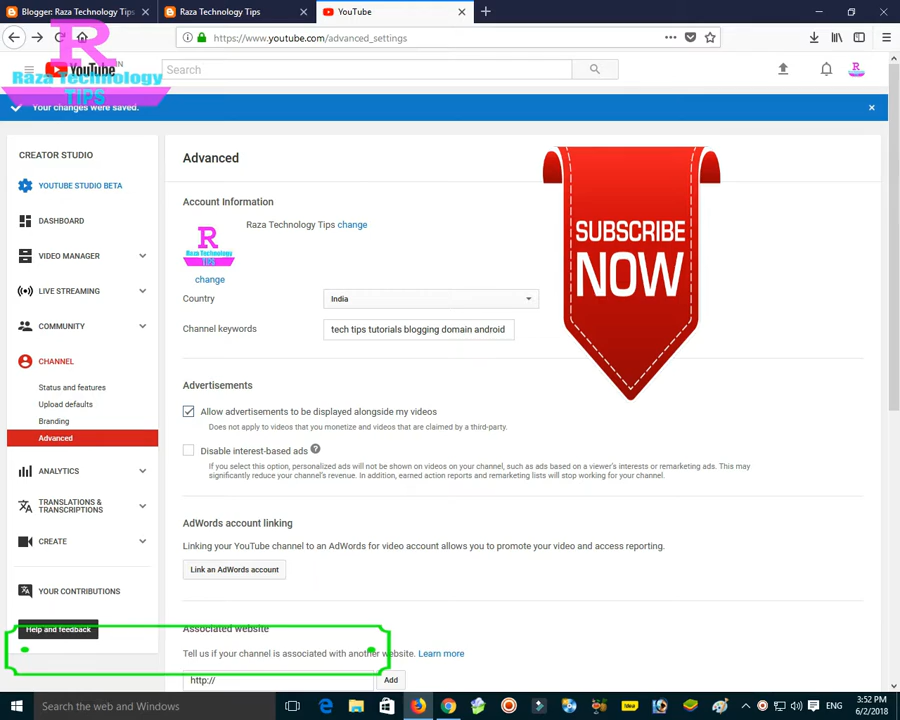 Blogger: Raza Technology Tips
Raza Technology Tips
YouTube
https://www.youtube.com/advanced_settings
R
Raza Technology
TIPS
YouTube
IN
Search
Your changes were saved.
CREATOR STUDIO
YOUTUBE STUDIO BETA
DASHBOARD
VIDEO MANAGER
LIVE STREAMING
COMMUNITY
CHANNEL
Status and features
Upload defaults
Branding
Advanced
ANALYTICS
TRANSLATIONS &
TRANSCRIPTIONS
CREATE
YOUR CONTRIBUTIONS
Help and feedback
Advanced
Account Information
R
Raza Technology
TIPS
Raza Technology Tips change
change
Country
India
Channel keywords
tech tips tutorials blogging domain android
Advertisements
Allow advertisements to be displayed alongside my videos
Does not apply to videos that you monetize and videos that are claimed by a third-party.
Disable interest-based ads ?
If you select this option, personalized ads will not be shown on videos on your channel, such as ads based on a viewer's interests or remarketing ads. This may
significantly reduce your channel's revenue. In addition, earned action reports and remarketing lists will stop working for your channel.
AdWords account linking
Linking your YouTube channel to an AdWords for video account allows you to promote your video and access reporting.
Link an AdWords account
Associated website
Tell us if your channel is associated with another website. Learn more
http://
Add
SUBSCRIBE
NOW
Search the web and Windows
ENG
3:52 PM
6/2/2018